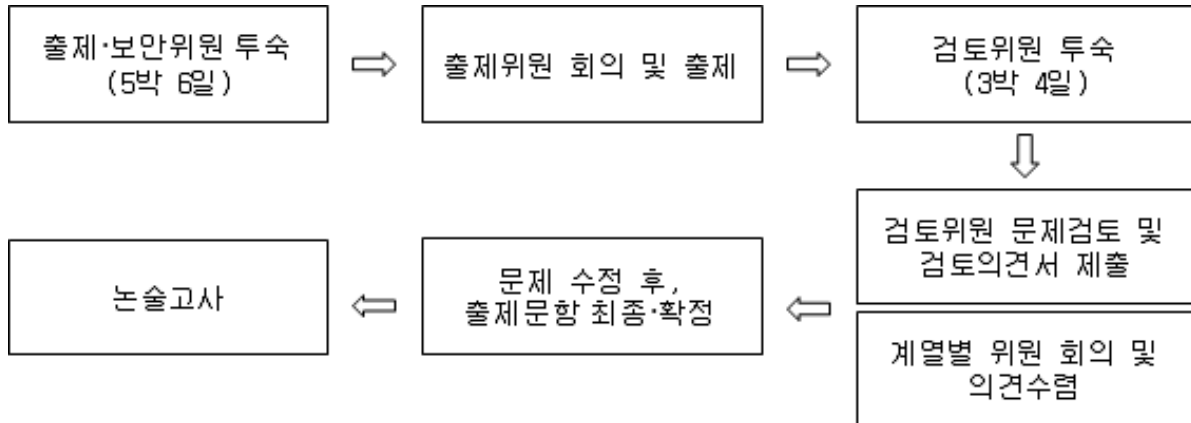 출제·보안위원 투숙
(5박 6일)
출제위원 회의 및 출제
검토위원 투숙
(3박 4일)
검토위원 문제검토 및
검토의견서 제출
계열별 위원 회의 및
의견수렴
문제 수정 후,
출제문항 최종·확정
논술고사